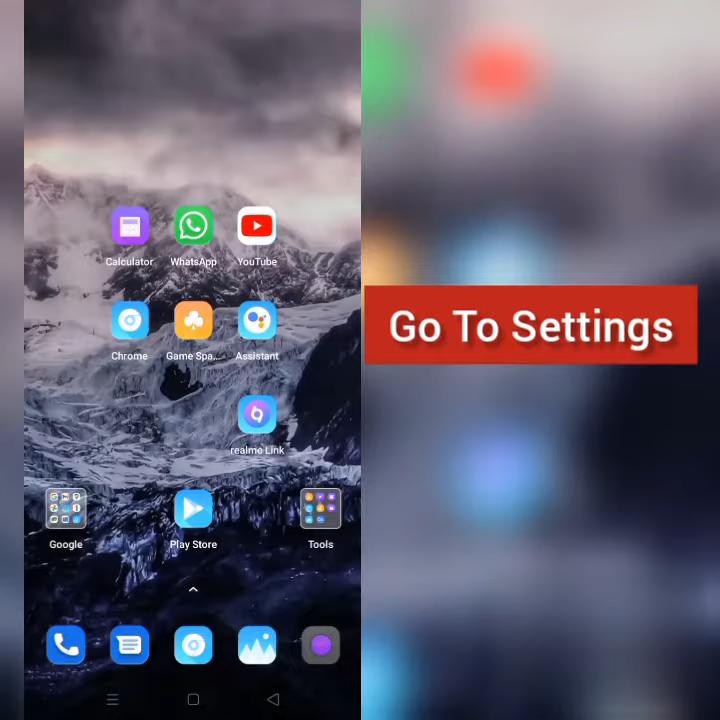 Calculator WhatsApp YouTube
Chrome Game Spa... Assistant
realme Link
Google Play Store Tools
Go To Settings